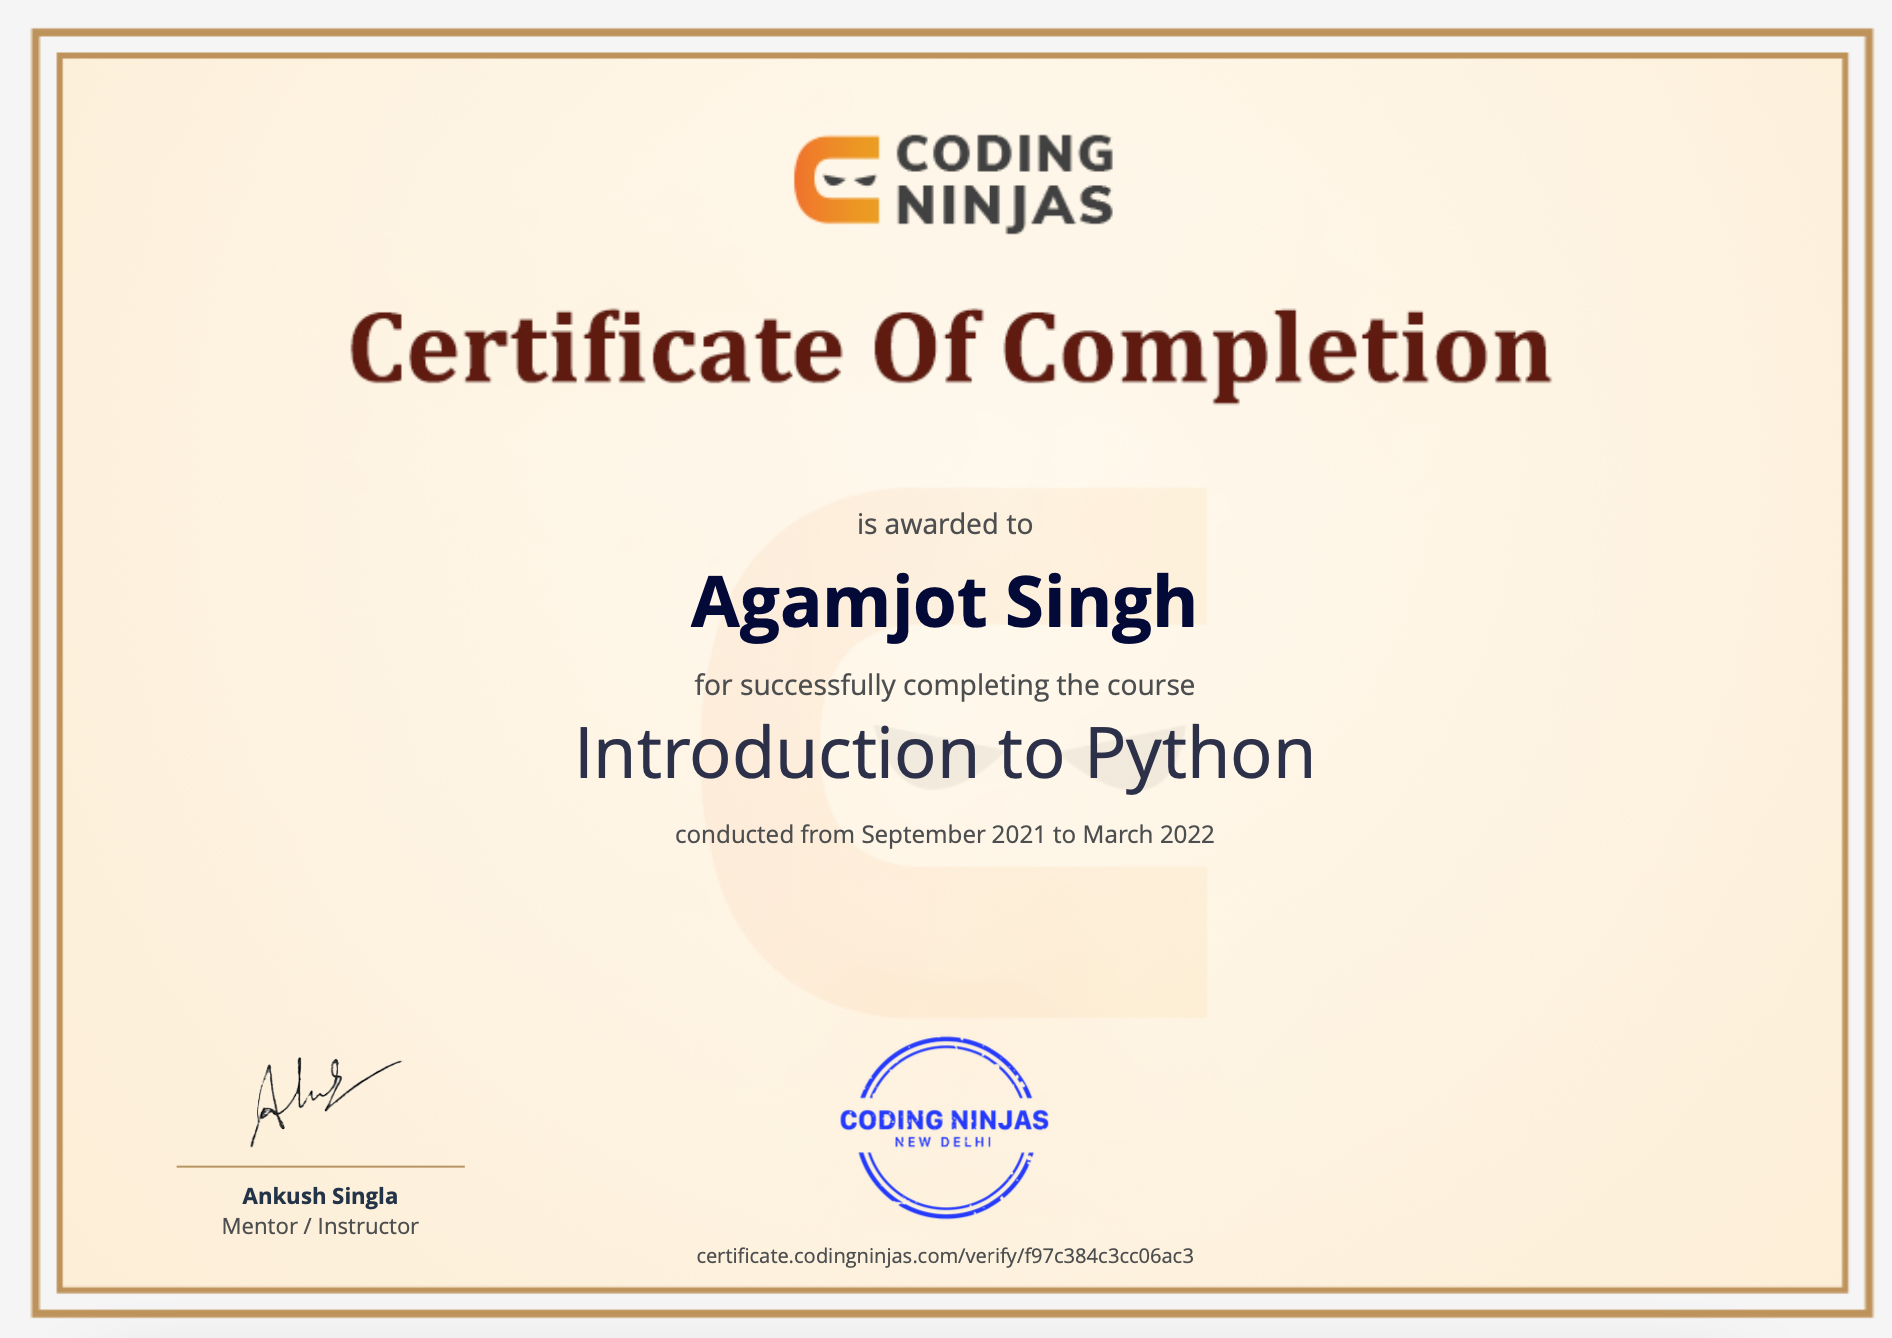 CODING
NINJAS
Certificate Of Completion
is awarded to
Agamjot Singh
for successfully completing the course
Introduction to Python
conducted from September 2021 to March 2022
CODING NINJAS
NEW DELHI
Ankush Singla
Mentor / Instructor
certificate.codingninjas.com/verify/f97c384c3cc06ac3